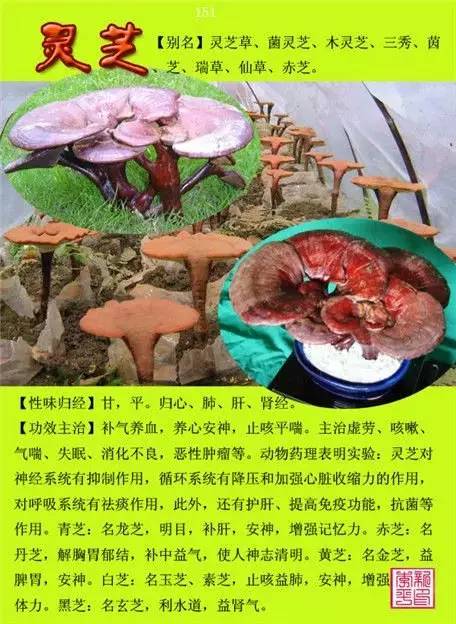 151
灵芝
【别名】灵芝草、菌灵芝、木灵芝、三秀、茵
芝、瑞草、仙草、赤芝。
【性味归经】甘，平。归心、肺、肝、肾经。
【功效主治】补气养血，养心安神，止咳平喘。主治虚劳、咳嗽、
气喘、失眠、消化不良，恶性肿瘤等。动物药理表明实验：灵芝对
神经系统有抑制作用，循环系统有降压和加强心脏收缩力的作用，
对呼吸系统有祛痰作用，此外，还有护肝、提高免疫功能，抗菌等
作用。青芝：名龙芝，明目，补肝，安神，增强记忆力。赤芝：名
丹芝，解胸胃郁结，补中益气，使人神志清明。黄芝：名金芝，益
脾胃，安神。白芝：名玉芝、素芝，止咳益肺，安神，增强
体力。黑芝：名玄芝，利水道，益肾气。